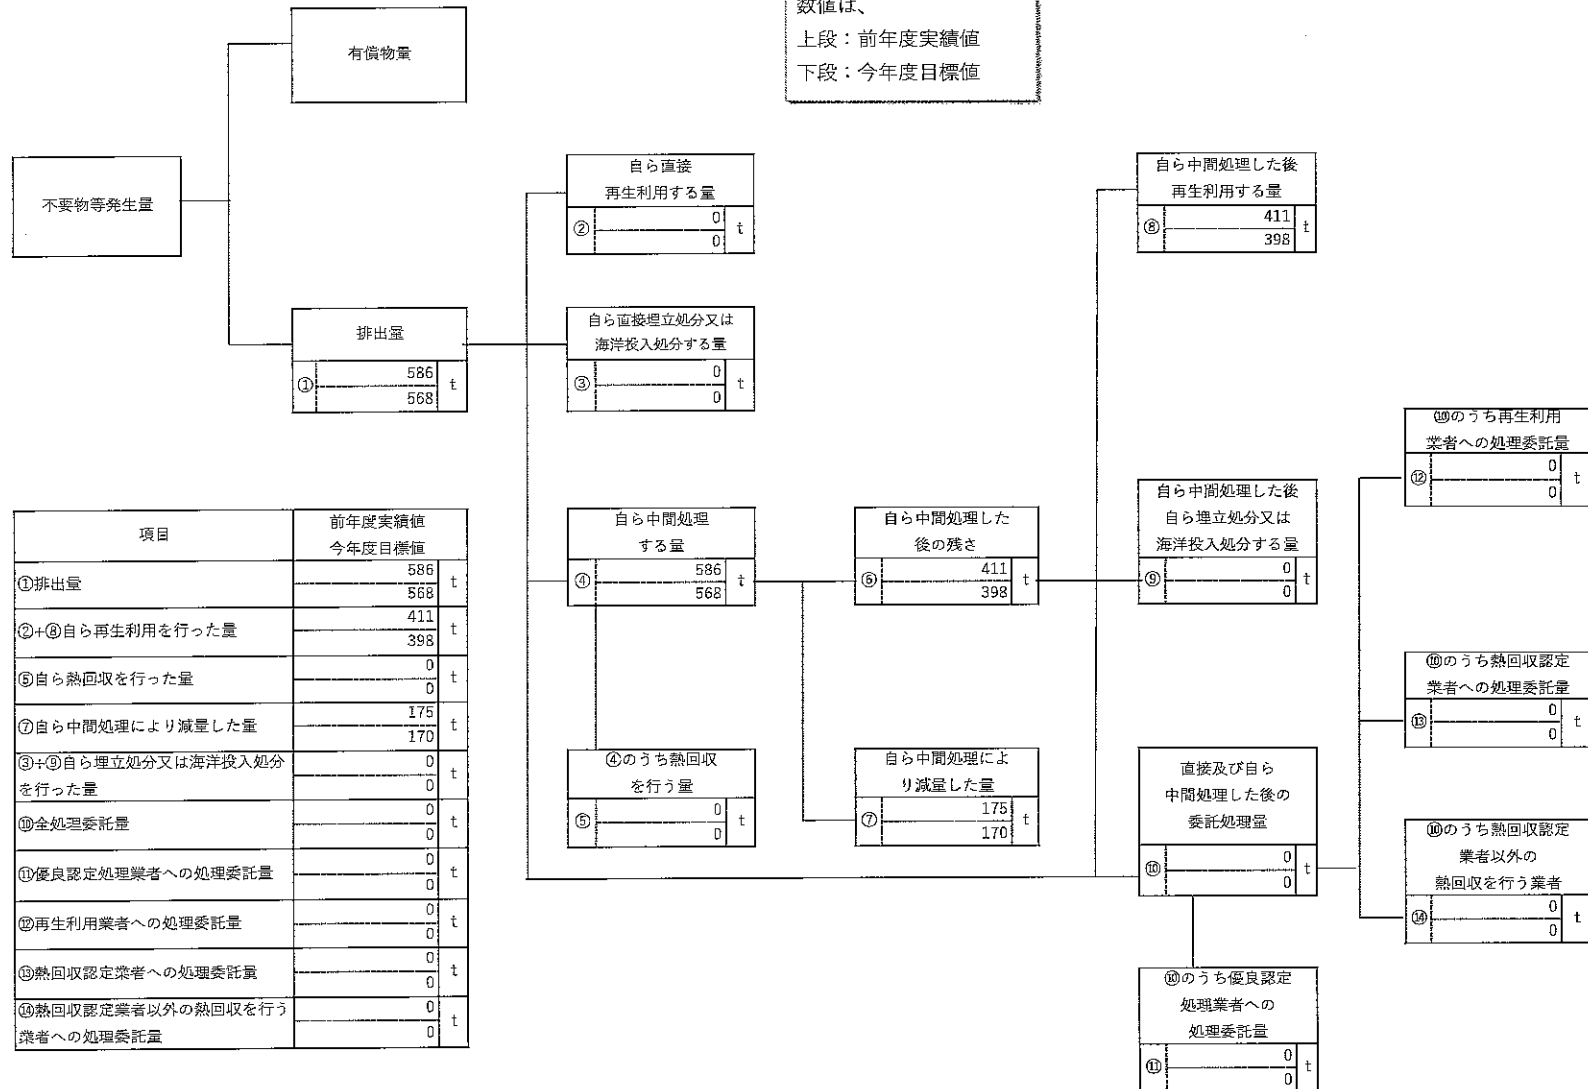 数値は、
上段：前年度実績値
下段：今年度目標値
有償物量
不要物等発生量
排出量
① 586 t
568
自ら直接
再生利用する量
② 0 t
0
自ら直接埋立処分又は
海洋投入処分する量
③ 0 t
0
自ら中間処理した後
再生利用する量
⑧ 411 t
398
自ら中間処理
する量
④ 586 t
568
自ら中間処理した
後の残さ
⑥ 411 t
398
自ら中間処理した後
自ら埋立処分又は
海洋投入処分する量
⑨ 0 t
0
④のうち熱回収
を行う量
⑤ 0 t
0
自ら中間処理によ
り減量した量
⑦ 175 t
170
直接及び自ら
中間処理した後の
委託処理量
⑩ 0 t
0
⑩のうち再生利用
業者への処理委託量
⑫ 0 t
0
⑩のうち熱回収認定
業者への処理委託量
⑬ 0 t
0
⑩のうち熱回収認定
業者以外の
熱回収を行う業者
⑭ 0 t
0
⑩のうち優良認定
処理業者への
処理委託量
⑪ 0 t
0
項目 前年度実績値
今年度目標値
①排出量 586 t
568
②+⑧自ら再生利用を行った量 411 t
398
⑤自ら熱回収を行った量 0 t
0
⑦自ら中間処理により減量した量 175 t
170
③+⑨自ら埋立処分又は海洋投入処分 0 t
を行った量 0
⑩全処理委託量 0 t
0
⑪優良認定処理業者への処理委託量 0 t
0
⑫再生利用業者への処理委託量 0 t
0
⑬熱回収認定業者への処理委託量 0 t
0
⑭熱回収認定業者以外の熱回収を行う 0 t
業者への処理委託量 0